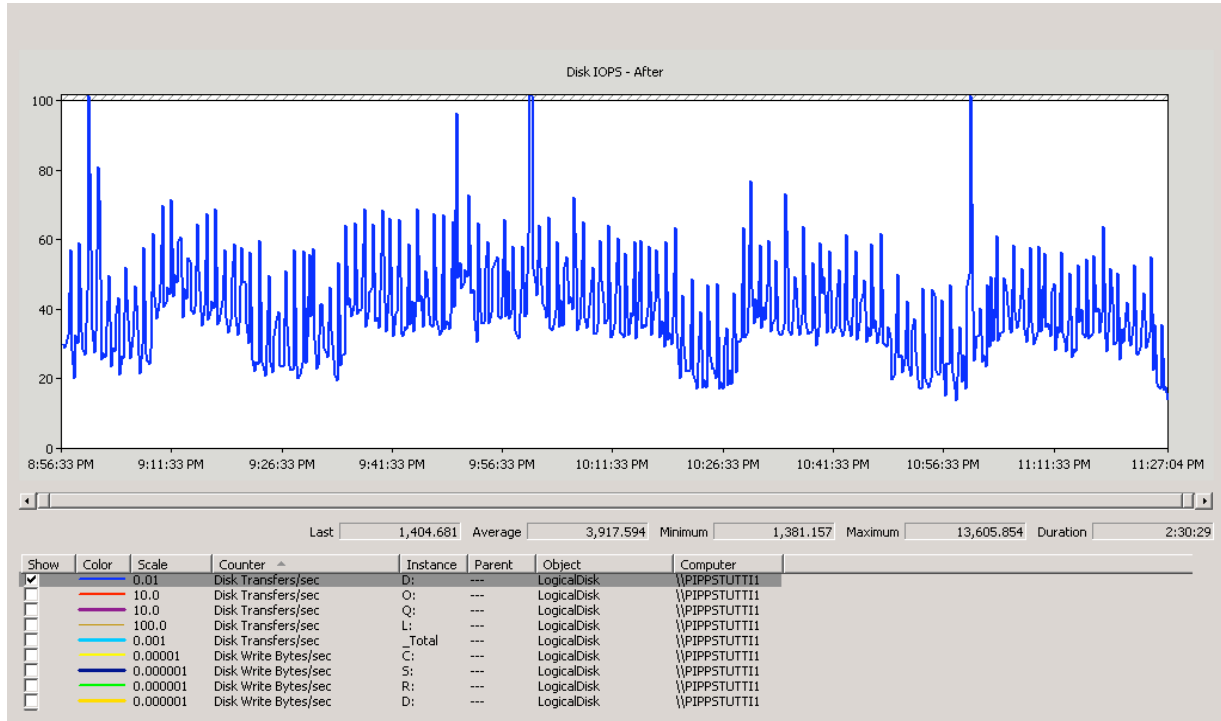 Disk IOPS - After
100
80
60
40
20
0
8:56:33 PM 9:11:33 PM 9:26:33 PM 9:41:33 PM 9:56:33 PM 10:11:33 PM 10:26:33 PM 10:41:33 PM 10:56:33 PM 11:11:33 PM 11:27:04 PM
Last 1,404.681 Average 3,917.594 Minimum 1,381.157 Maximum 13,605.854 Duration 2:30:29
Show Color Scale Counter Instance Parent Object Computer
0.01 Disk Transfers/sec D: --- LogicalDisk \\PIPPSTUTTI1
10.0 Disk Transfers/sec O: --- LogicalDisk \\PIPPSTUTTI1
10.0 Disk Transfers/sec Q: --- LogicalDisk \\PIPPSTUTTI1
100.0 Disk Transfers/sec L: --- LogicalDisk \\PIPPSTUTTI1
0.001 Disk Transfers/sec _Total --- LogicalDisk \\PIPPSTUTTI1
0.00001 Disk Write Bytes/sec C: --- LogicalDisk \\PIPPSTUTTI1
0.000001 Disk Write Bytes/sec S: --- LogicalDisk \\PIPPSTUTTI1
0.000001 Disk Write Bytes/sec R: --- LogicalDisk \\PIPPSTUTTI1
0.000001 Disk Write Bytes/sec D: --- LogicalDisk \\PIPPSTUTTI1